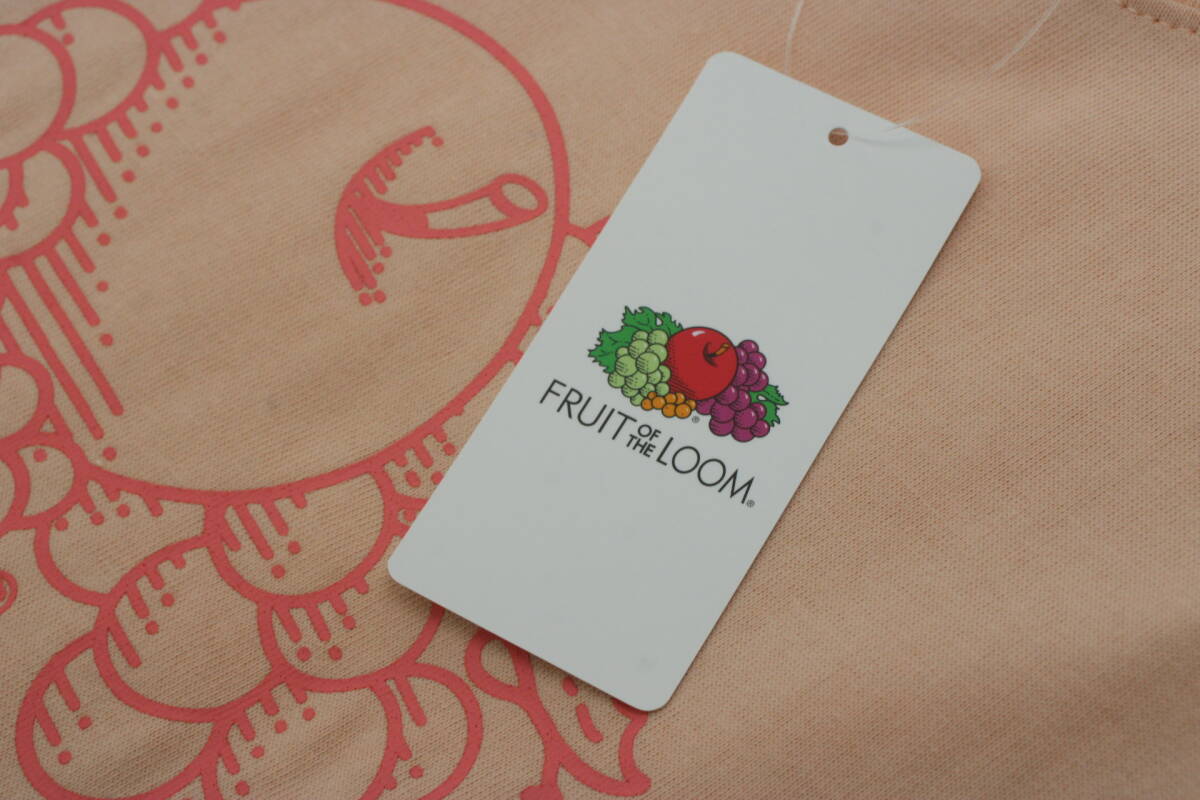 FRUIT OF THE LOOM®
®